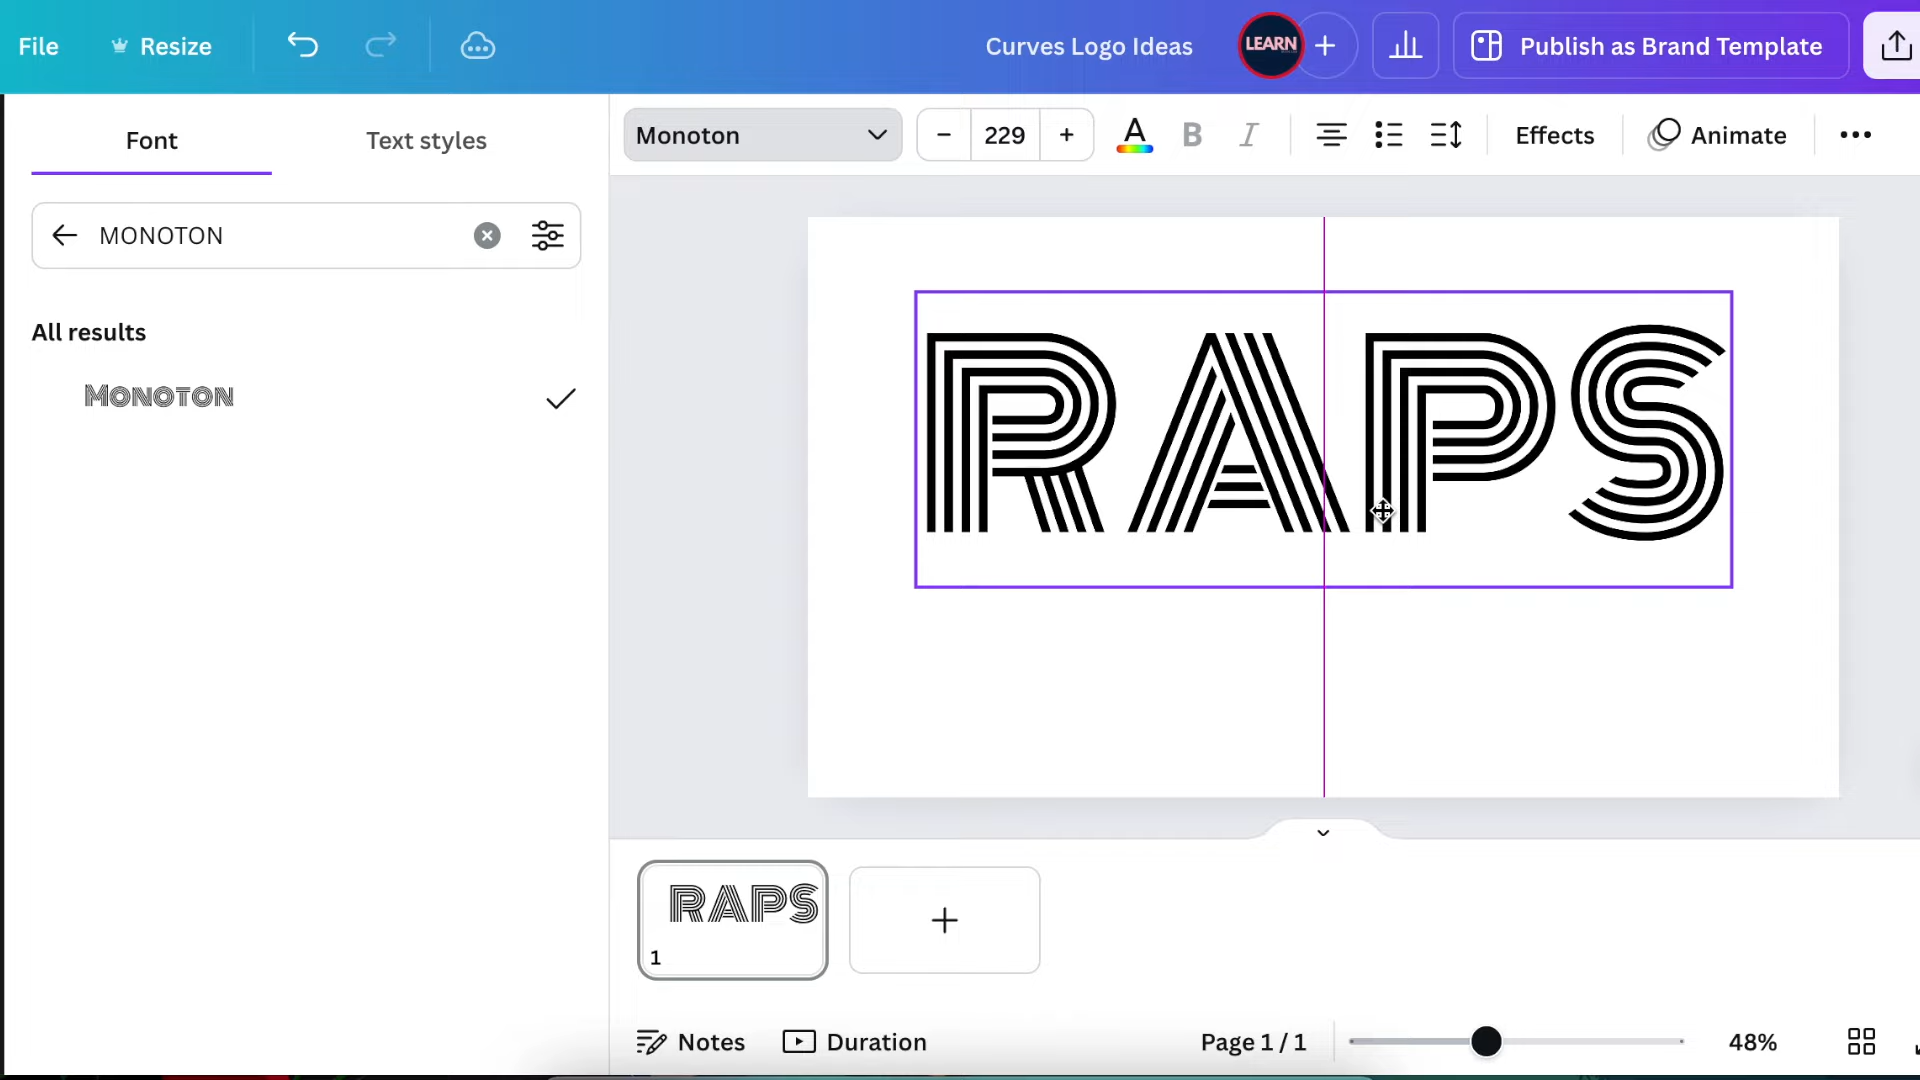 File Resize Curves Logo Ideas LEARN Publish as Brand Template
Font Text styles Monoton 229 A B I Effects Animate
MONOTON
All results
MONOTON
RAPS
RAPS
1
Notes Duration Page 1 / 1 48%